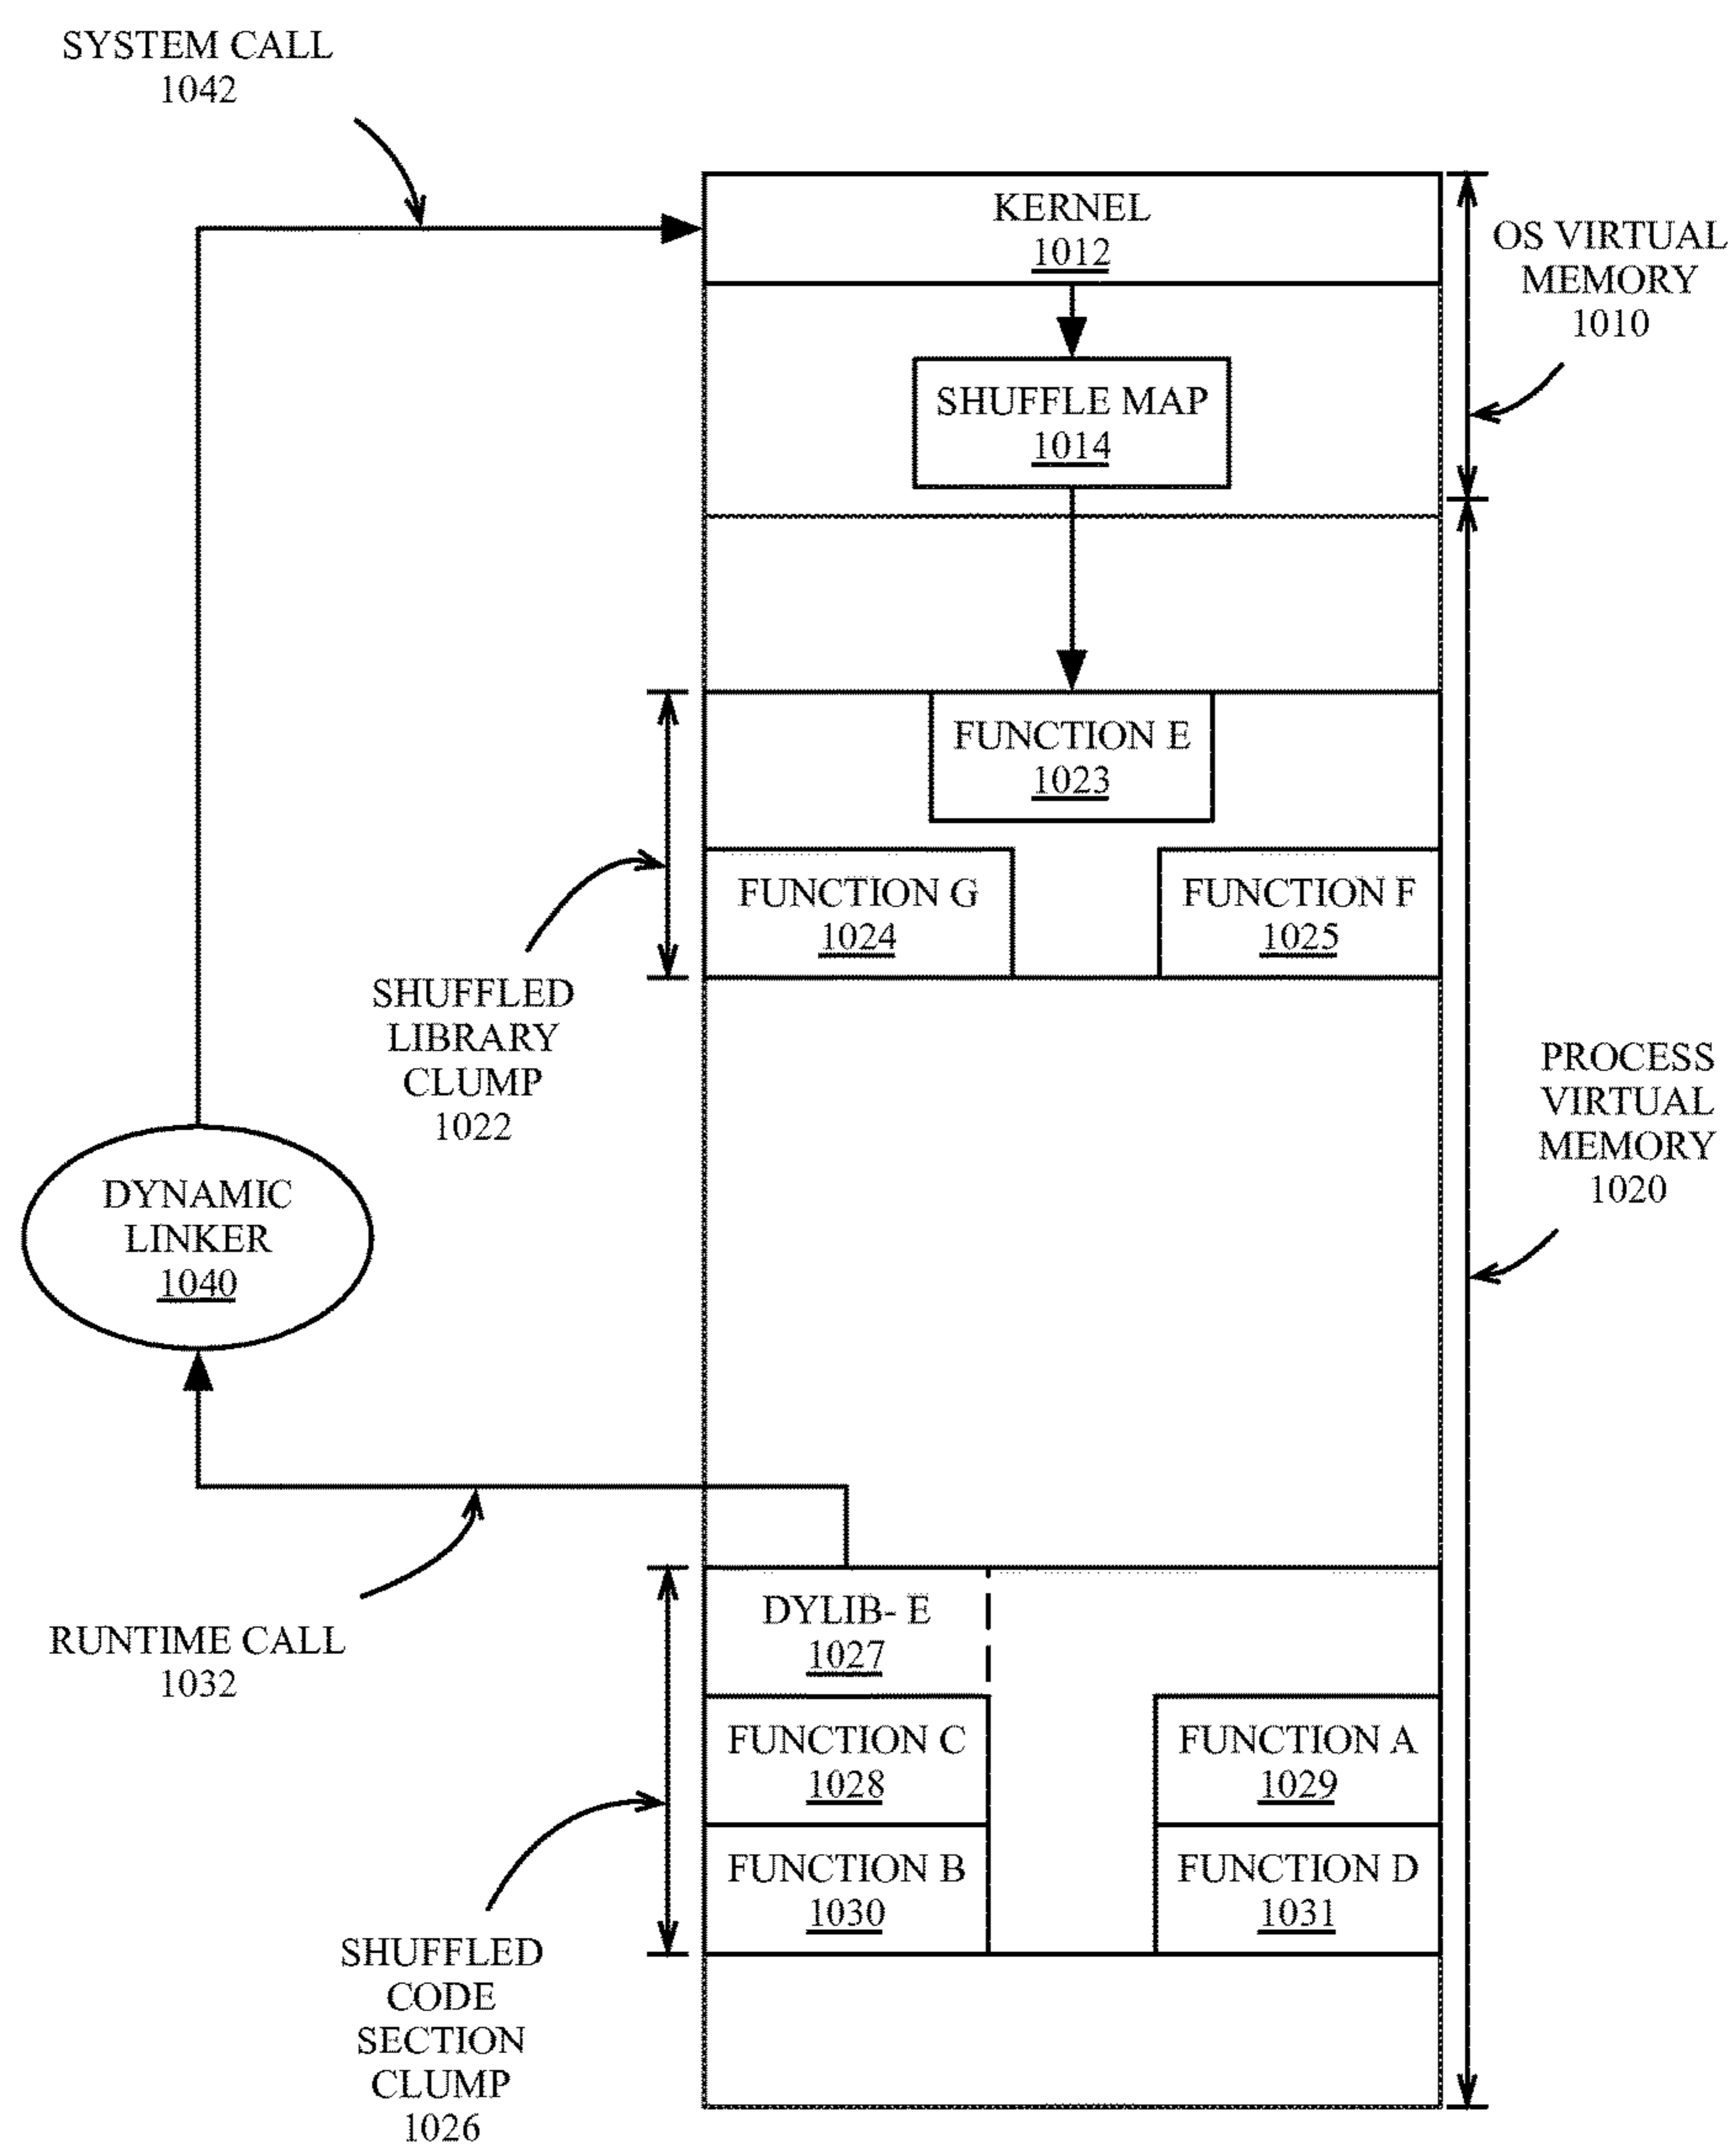 SYSTEM CALL
1042
KERNEL
1012
OS VIRTUAL
MEMORY
1010
SHUFFLE MAP
1014
FUNCTION E
1023
FUNCTION G
1024
FUNCTION F
1025
SHUFFLED
LIBRARY
CLUMP
1022
PROCESS
VIRTUAL
MEMORY
1020
DYNAMIC
LINKER
1040
RUNTIME CALL
1032
DYLIB- E
1027
FUNCTION C
1028
FUNCTION A
1029
FUNCTION B
1030
FUNCTION D
1031
SHUFFLED
CODE
SECTION
CLUMP
1026